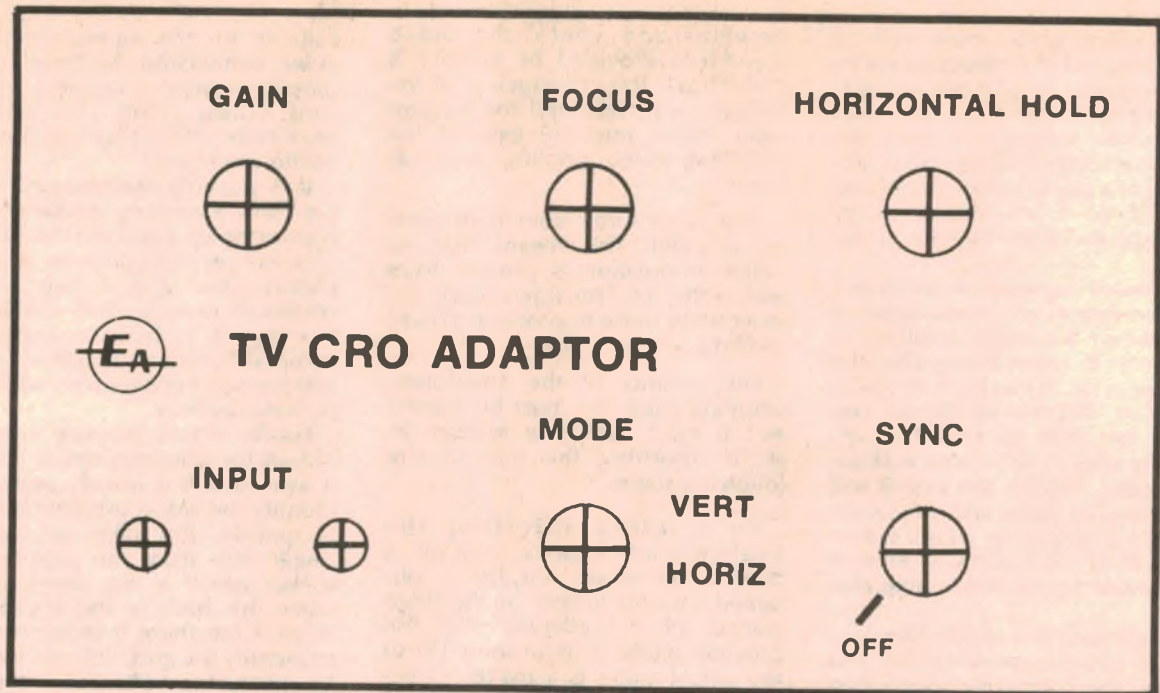 GAIN
FOCUS
HORIZONTAL HOLD
EA
TV CRO ADAPTOR
INPUT
MODE
VERT
HORIZ
SYNC
OFF